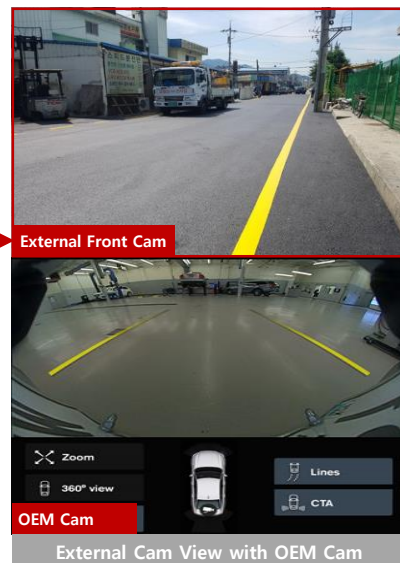 External Front Cam
Zoom
360° view
Lines
CTA
OEM Cam
External Cam View with OEM Cam